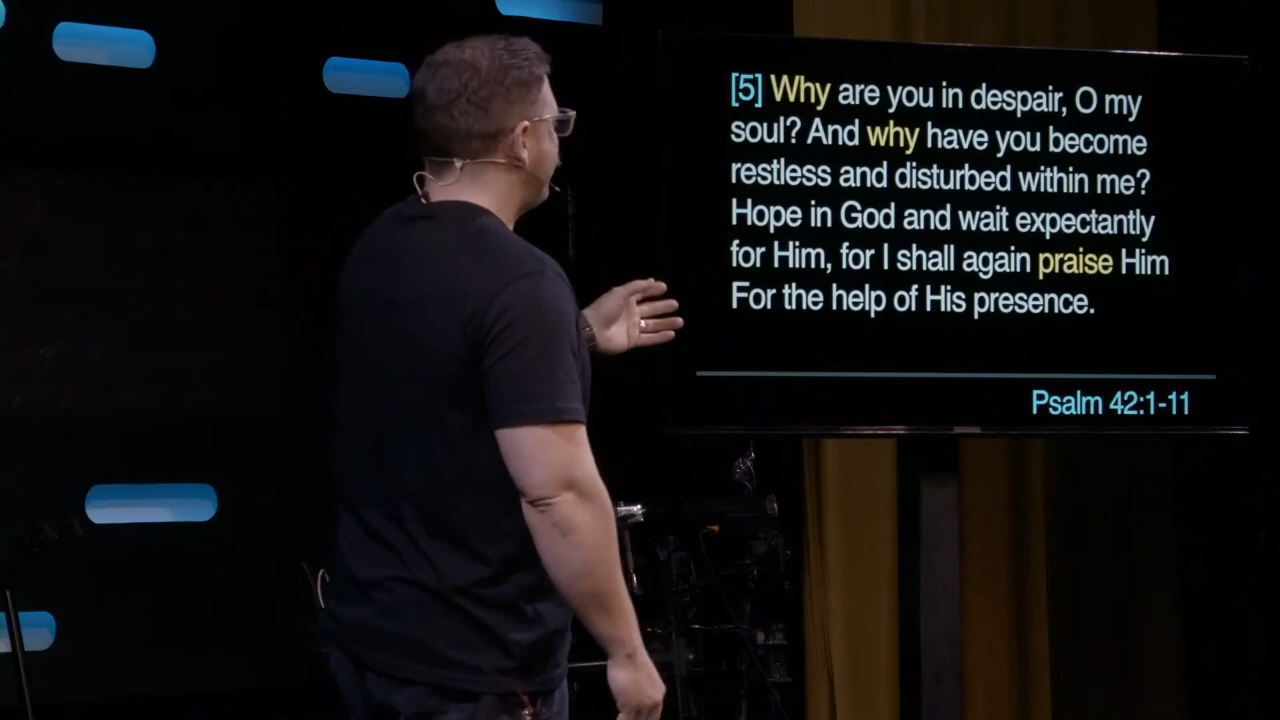 [5] Why are you in despair, O my
soul? And why have you become
restless and disturbed within me?
Hope in God and wait expectantly
for Him, for I shall again praise Him
For the help of His presence.
Psalm 42:1-11